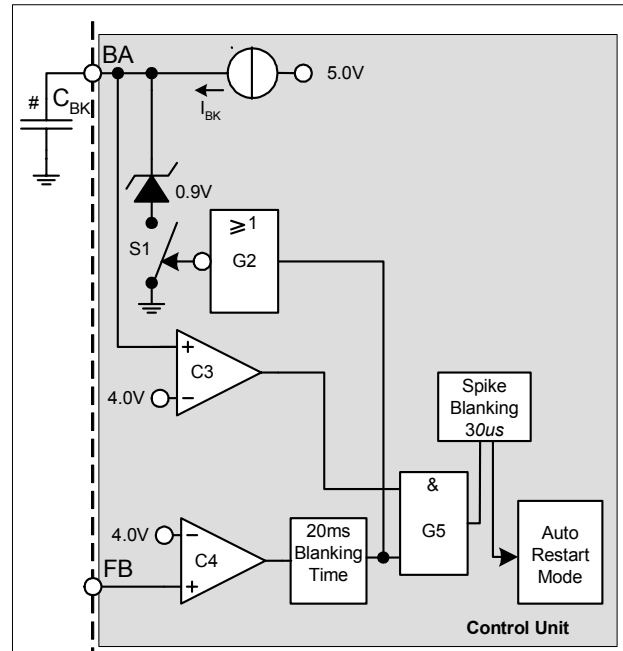 BA
5.0V
# C_BK
I_BK
0.9V
≥1
S1
G2
+
C3
4.0V
−
Spike
Blanking
30us
&
G5
4.0V
−
C4
+
20ms
Blanking
Time
Auto
Restart
Mode
FB
Control Unit